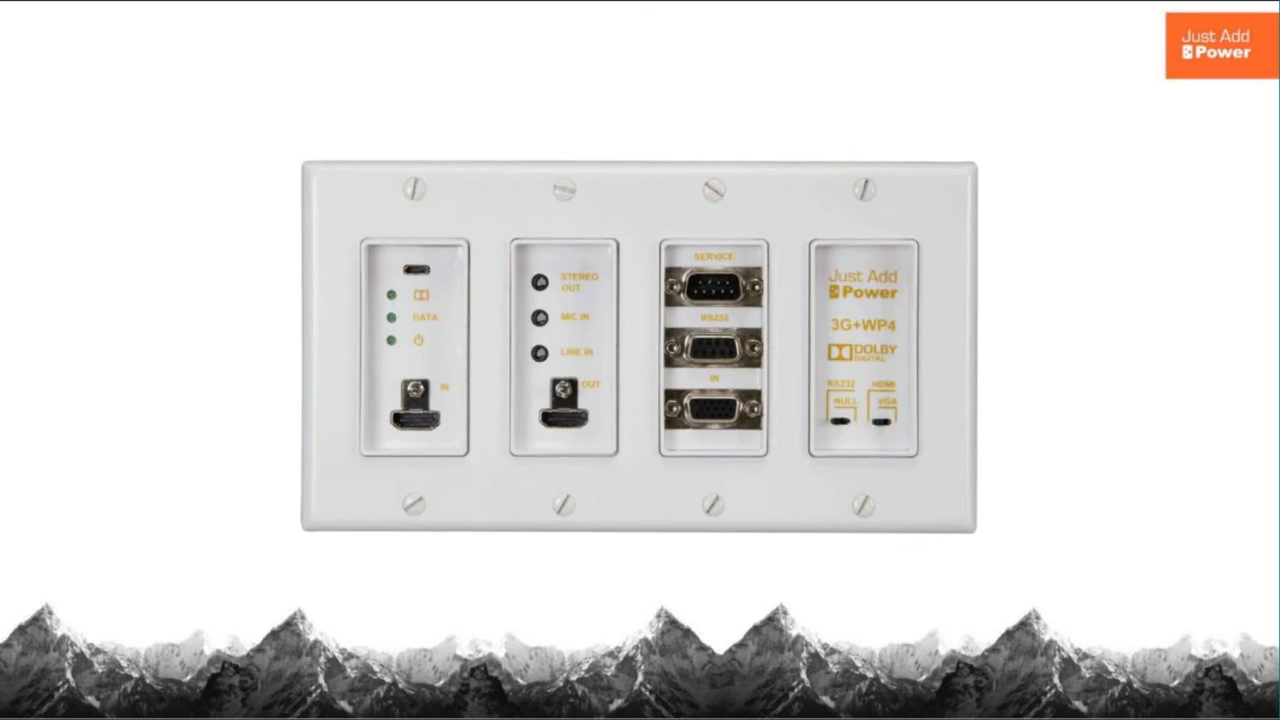 Just Add
Power
DATA
IN
STEREO
OUT
MIC IN
LINE IN
OUT
SERVICE
RS232
IN
Just Add
Power
3G+WP4
DOLBY
DIGITAL
RS232 HDMI
NULL VGA